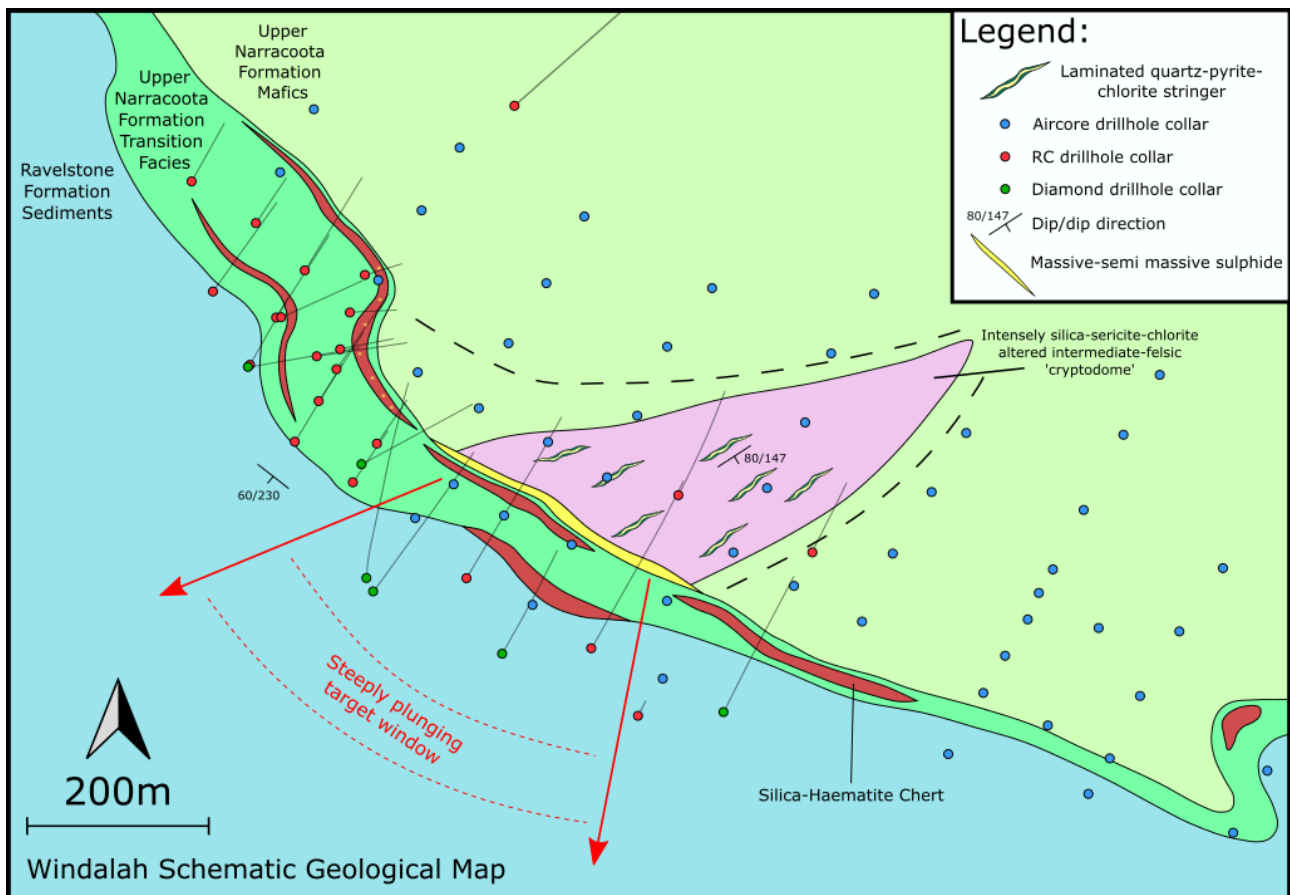 Upper
Narracoota
Formation
Mafics
Upper
Narracoota
Formation
Transition
Facies
Ravelstone
Formation
Sediments
Legend:
Laminated quartz-pyrite-
chlorite stringer
Aircore drillhole collar
RC drillhole collar
Diamond drillhole collar
80/147
Dip/dip direction
Massive-semi massive sulphide
Intensely silica-sericite-chlorite
altered intermediate-felsic
'cryptodome'
80/147
60/230
Steeply plunging
target window
200m
Silica-Haematite Chert
Windalah Schematic Geological Map